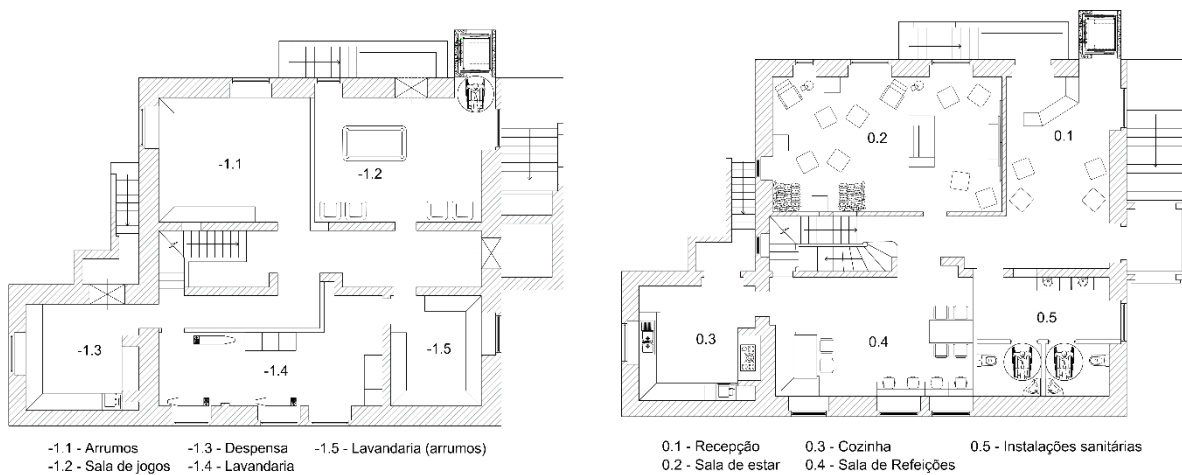 -1.1
-1.2
-1.3
-1.4
-1.5
-1.1 - Arrumos -1.3 - Despensa -1.5 - Lavandaria (arrumos)
-1.2 - Sala de jogos -1.4 - Lavandaria
0.1
0.2
0.3
0.4
0.5
0.1 - Recepção 0.3 - Cozinha 0.5 - Instalações sanitárias
0.2 - Sala de estar 0.4 - Sala de Refeições